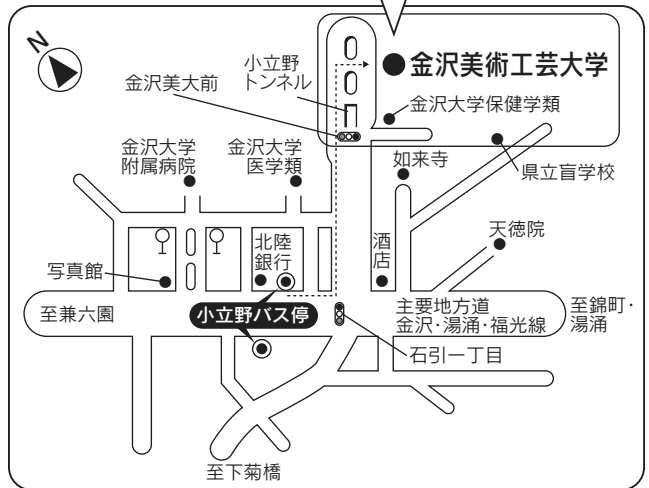 N
金沢美術工芸大学
小立野
トンネル
金沢美大前
金沢大学保健学類
金沢大学
附属病院
金沢大学
医学類
如来寺
県立盲学校
天徳院
北陸
銀行
酒
店
写真館
至兼六園
小立野バス停
主要地方道
金沢・湯涌・福光線
至錦町・
湯涌
石引一丁目
至下菊橋